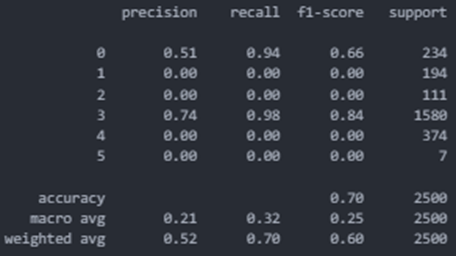 precision recall f1-score support
0 0.51 0.94 0.66 234
1 0.00 0.00 0.00 194
2 0.00 0.00 0.00 111
3 0.74 0.98 0.84 1580
4 0.00 0.00 0.00 374
5 0.00 0.00 0.00 7
accuracy 0.70 2500
macro avg 0.21 0.32 0.25 2500
weighted avg 0.52 0.70 0.60 2500